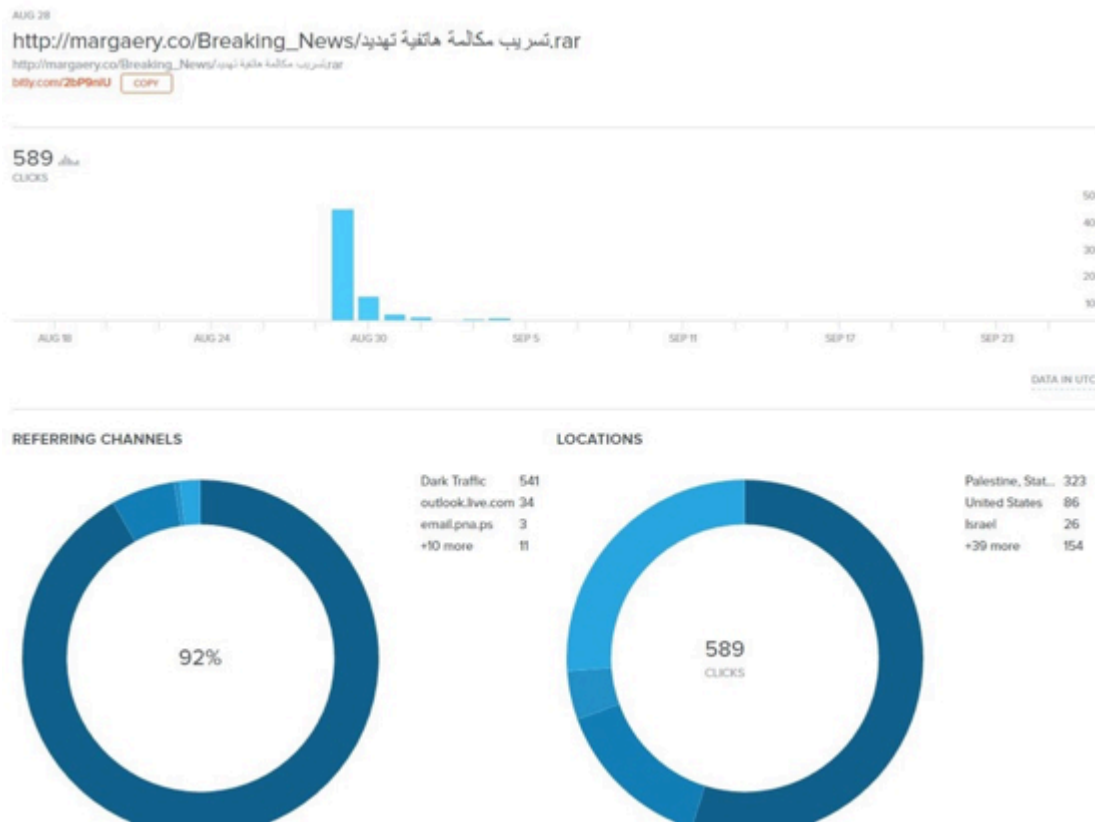 AUG 28
http://margaery.co/Breaking_News/تسريب مكالمة هاتفية تهديد.rar
http://margaery.co/Breaking_News/تسريب مكالمة هاتفية تهديد.rar
COPY
589
CLICKS
50
40
30
20
10
AUG 18 AUG 24 AUG 30 SEP 5 SEP 11 SEP 17 SEP 23
DATA IN UTC
REFERRING CHANNELS
Dark Traffic 541
outlook.live.com 34
email.pna.ps 3
+10 more 11
92%
LOCATIONS
Palestine, Stat... 323
United States 86
Israel 26
+39 more 154
589
CLICKS